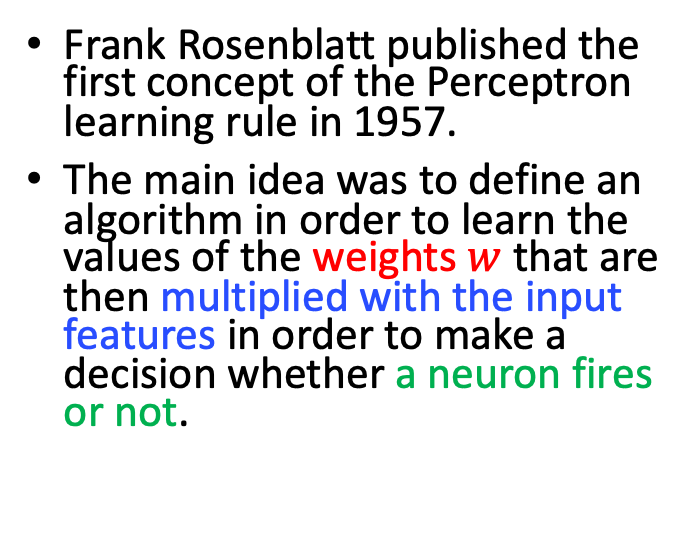 • Frank Rosenblatt published the
first concept of the Perceptron
learning rule in 1957.
• The main idea was to define an
algorithm in order to learn the
values of the weights w that are
then multiplied with the input
features in order to make a
decision whether a neuron fires
or not.